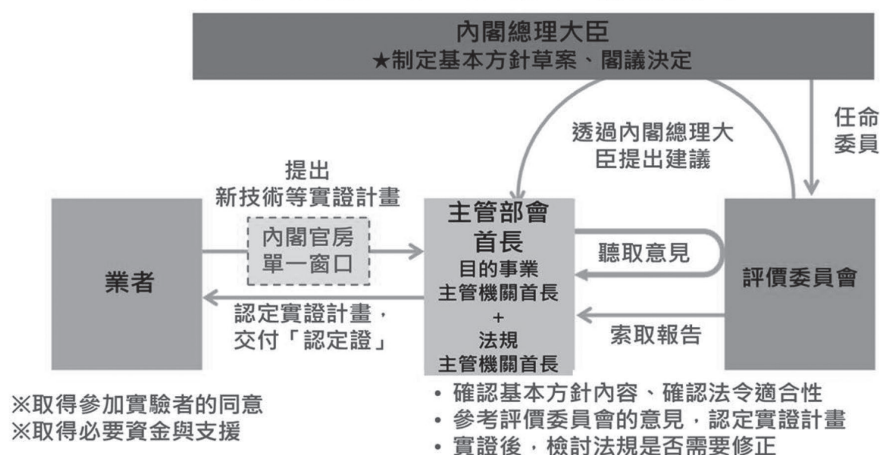 內閣總理大臣
★制定基本方針草案、閣議決定
任命
委員
透過內閣總理大
臣提出建議
提出
新技術等實證計畫
內閣官房
單一窗口
業者
主管部會
首長
目的事業
主管機關首長
+
法規
主管機關首長
聽取意見
評價委員會
認定實證計畫，
交付「認定證」
索取報告
※取得參加實驗者的同意
※取得必要資金與支援
• 確認基本方針內容、確認法令適合性
• 參考評價委員會的意見，認定實證計畫
• 實證後，檢討法規是否需要修正